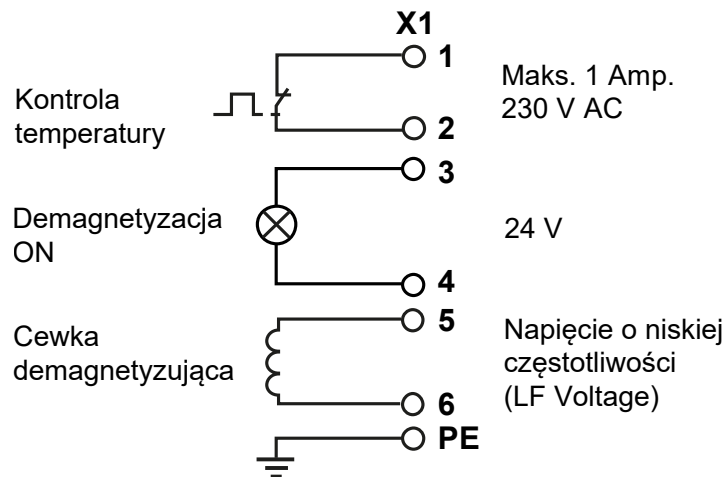 X1
1
Kontrola
temperatury
Maks. 1 Amp.
230 V AC
2
3
Demagnetyzacja
ON
24 V
4
5
Cewka
demagnetyzująca
Napięcie o niskiej
częstotliwości
(LF Voltage)
6
PE